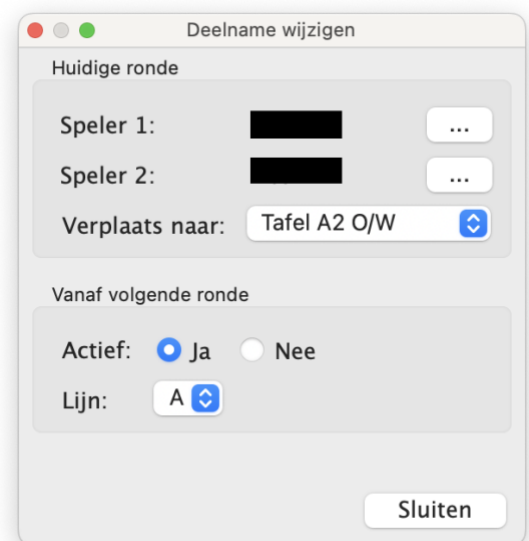 Deelname wijzigen
Huidige ronde
Speler 1: ...
Speler 2: ...
Verplaats naar: Tafel A2 O/W
Vanaf volgende ronde
Actief: Ja Nee
Lijn: A
Sluiten